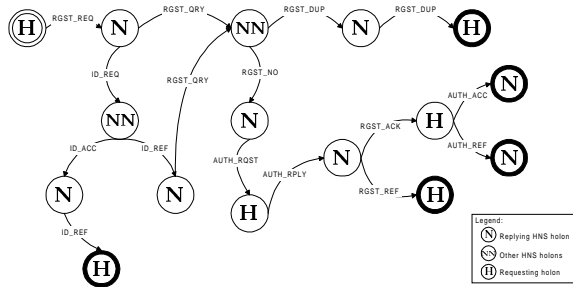 H
RGST_REQ
N
RGST_QRY
NN
RGST_DUP
N
RGST_DUP
H
ID_REQ
RGST_QRY
RGST_NO
NN
N
RGST_ACK
H
AUTH_ACC
N
ID_ACC
ID_REF
AUTH_RQST
AUTH_RPLY
N
AUTH_REF
N
N
N
H
RGST_REF
H
ID_REF
H
Legend:
N Replying HNS holon
NN Other HNS holons
H Requesting holon